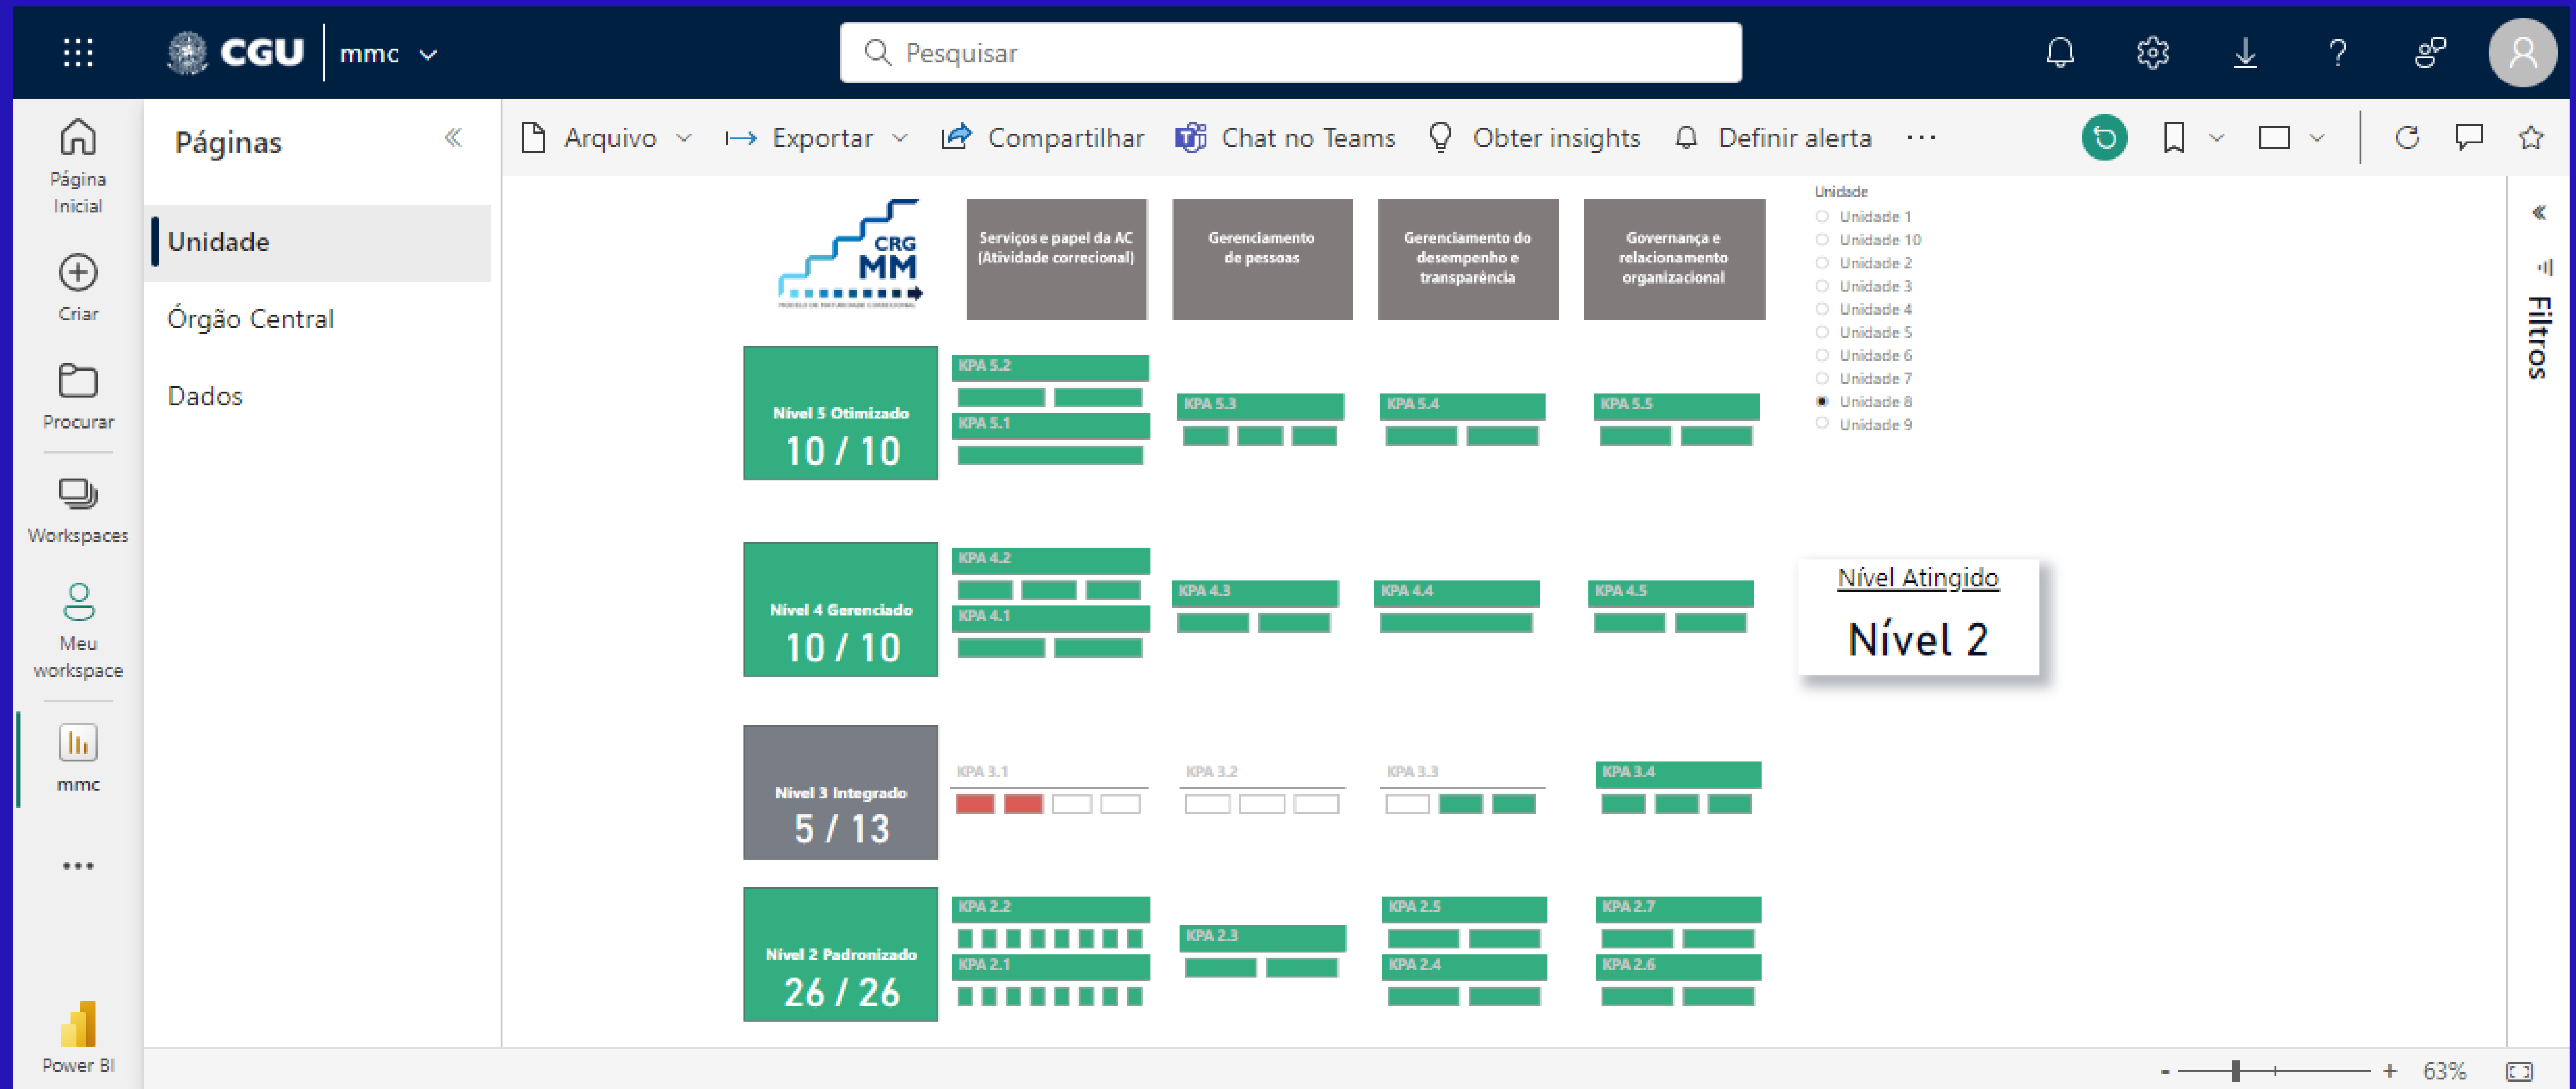 CGU
mmc
Pesquisar
Página
Inicial
Criar
Procurar
Workspaces
Meu
workspace
mmc
Power BI
Páginas
Unidade
Órgão Central
Dados
Arquivo
Exportar
Compartilhar
Chat no Teams
Obter insights
Definir alerta
CRG
MM
MODELO DE MATURIDADE CORRECIONAL
Serviços e papel da AC
(Atividade correcional)
Gerenciamento
de pessoas
Gerenciamento do
desempenho e
transparência
Governança e
relacionamento
organizacional
Unidade
Unidade 1
Unidade 10
Unidade 2
Unidade 3
Unidade 4
Unidade 5
Unidade 6
Unidade 7
Unidade 8
Unidade 9
Nível 5 Otimizado
10 / 10
KPA 5.2
KPA 5.1
KPA 5.3
KPA 5.4
KPA 5.5
Nível 4 Gerenciado
10 / 10
KPA 4.2
KPA 4.1
KPA 4.3
KPA 4.4
KPA 4.5
Nível Atingido
Nível 2
Nível 3 Integrado
5 / 13
KPA 3.1
KPA 3.2
KPA 3.3
KPA 3.4
Nível 2 Padronizado
26 / 26
KPA 2.2
KPA 2.1
KPA 2.3
KPA 2.5
KPA 2.4
KPA 2.7
KPA 2.6
Filtros
- + 63%